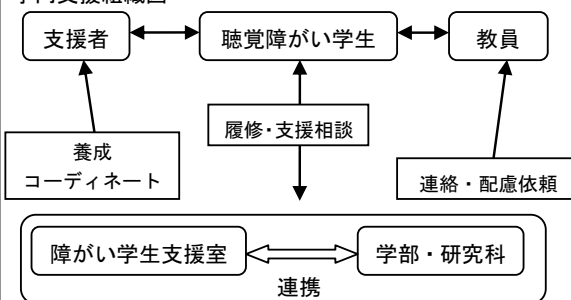 支援者
聴覚障がい学生
教員
履修・支援相談
養成
コーディネート
連絡・配慮依頼
障がい学生支援室
学部・研究科
連携